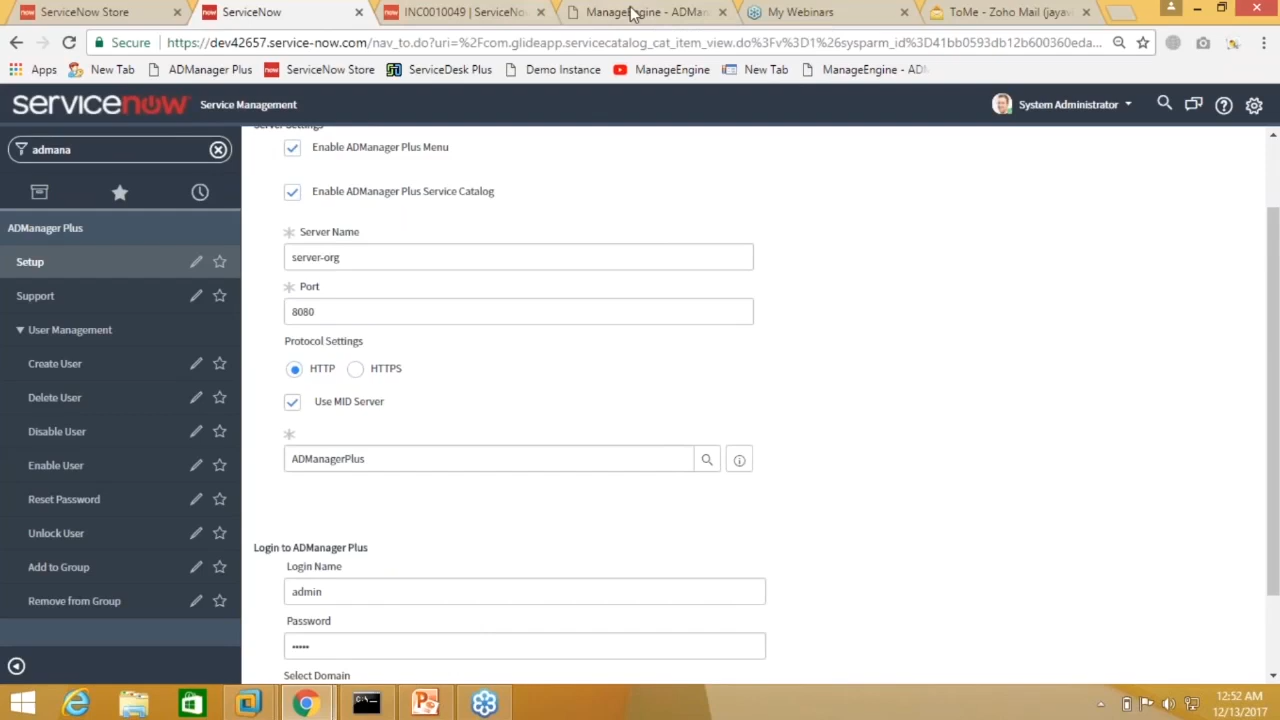 ServiceNow Store
ServiceNow
INC0010049 | ServiceNo
ManageEngine - ADMan
My Webinars
ToMe - Zoho Mail (jayavi
Secure
https://dev42657.service-now.com/nav_to.do?uri=%2Fcom.glideapp.servicecatalog_cat_item_view.do%3Fv%3D1%26sysparm_id%3D41bb0593db12b600360eda...
Apps
New Tab
ADManager Plus
ServiceNow Store
ServiceDesk Plus
Demo Instance
ManageEngine
New Tab
ManageEngine - ADM
servicenow
Service Management
System Administrator
admana
ADManager Plus
Setup
Support
User Management
Create User
Delete User
Disable User
Enable User
Reset Password
Unlock User
Add to Group
Remove from Group
Server Settings
Enable ADManager Plus Menu
Enable ADManager Plus Service Catalog
Server Name
server-org
Port
8080
Protocol Settings
HTTP
HTTPS
Use MID Server
ADManagerPlus
Login to ADManager Plus
Login Name
admin
Password
•••••
Select Domain
12:52 AM
12/13/2017